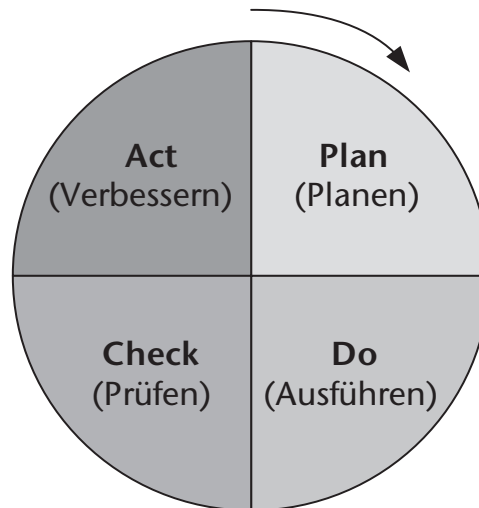 Act
(Verbessern)
Plan
(Planen)
Check
(Prüfen)
Do
(Ausführen)